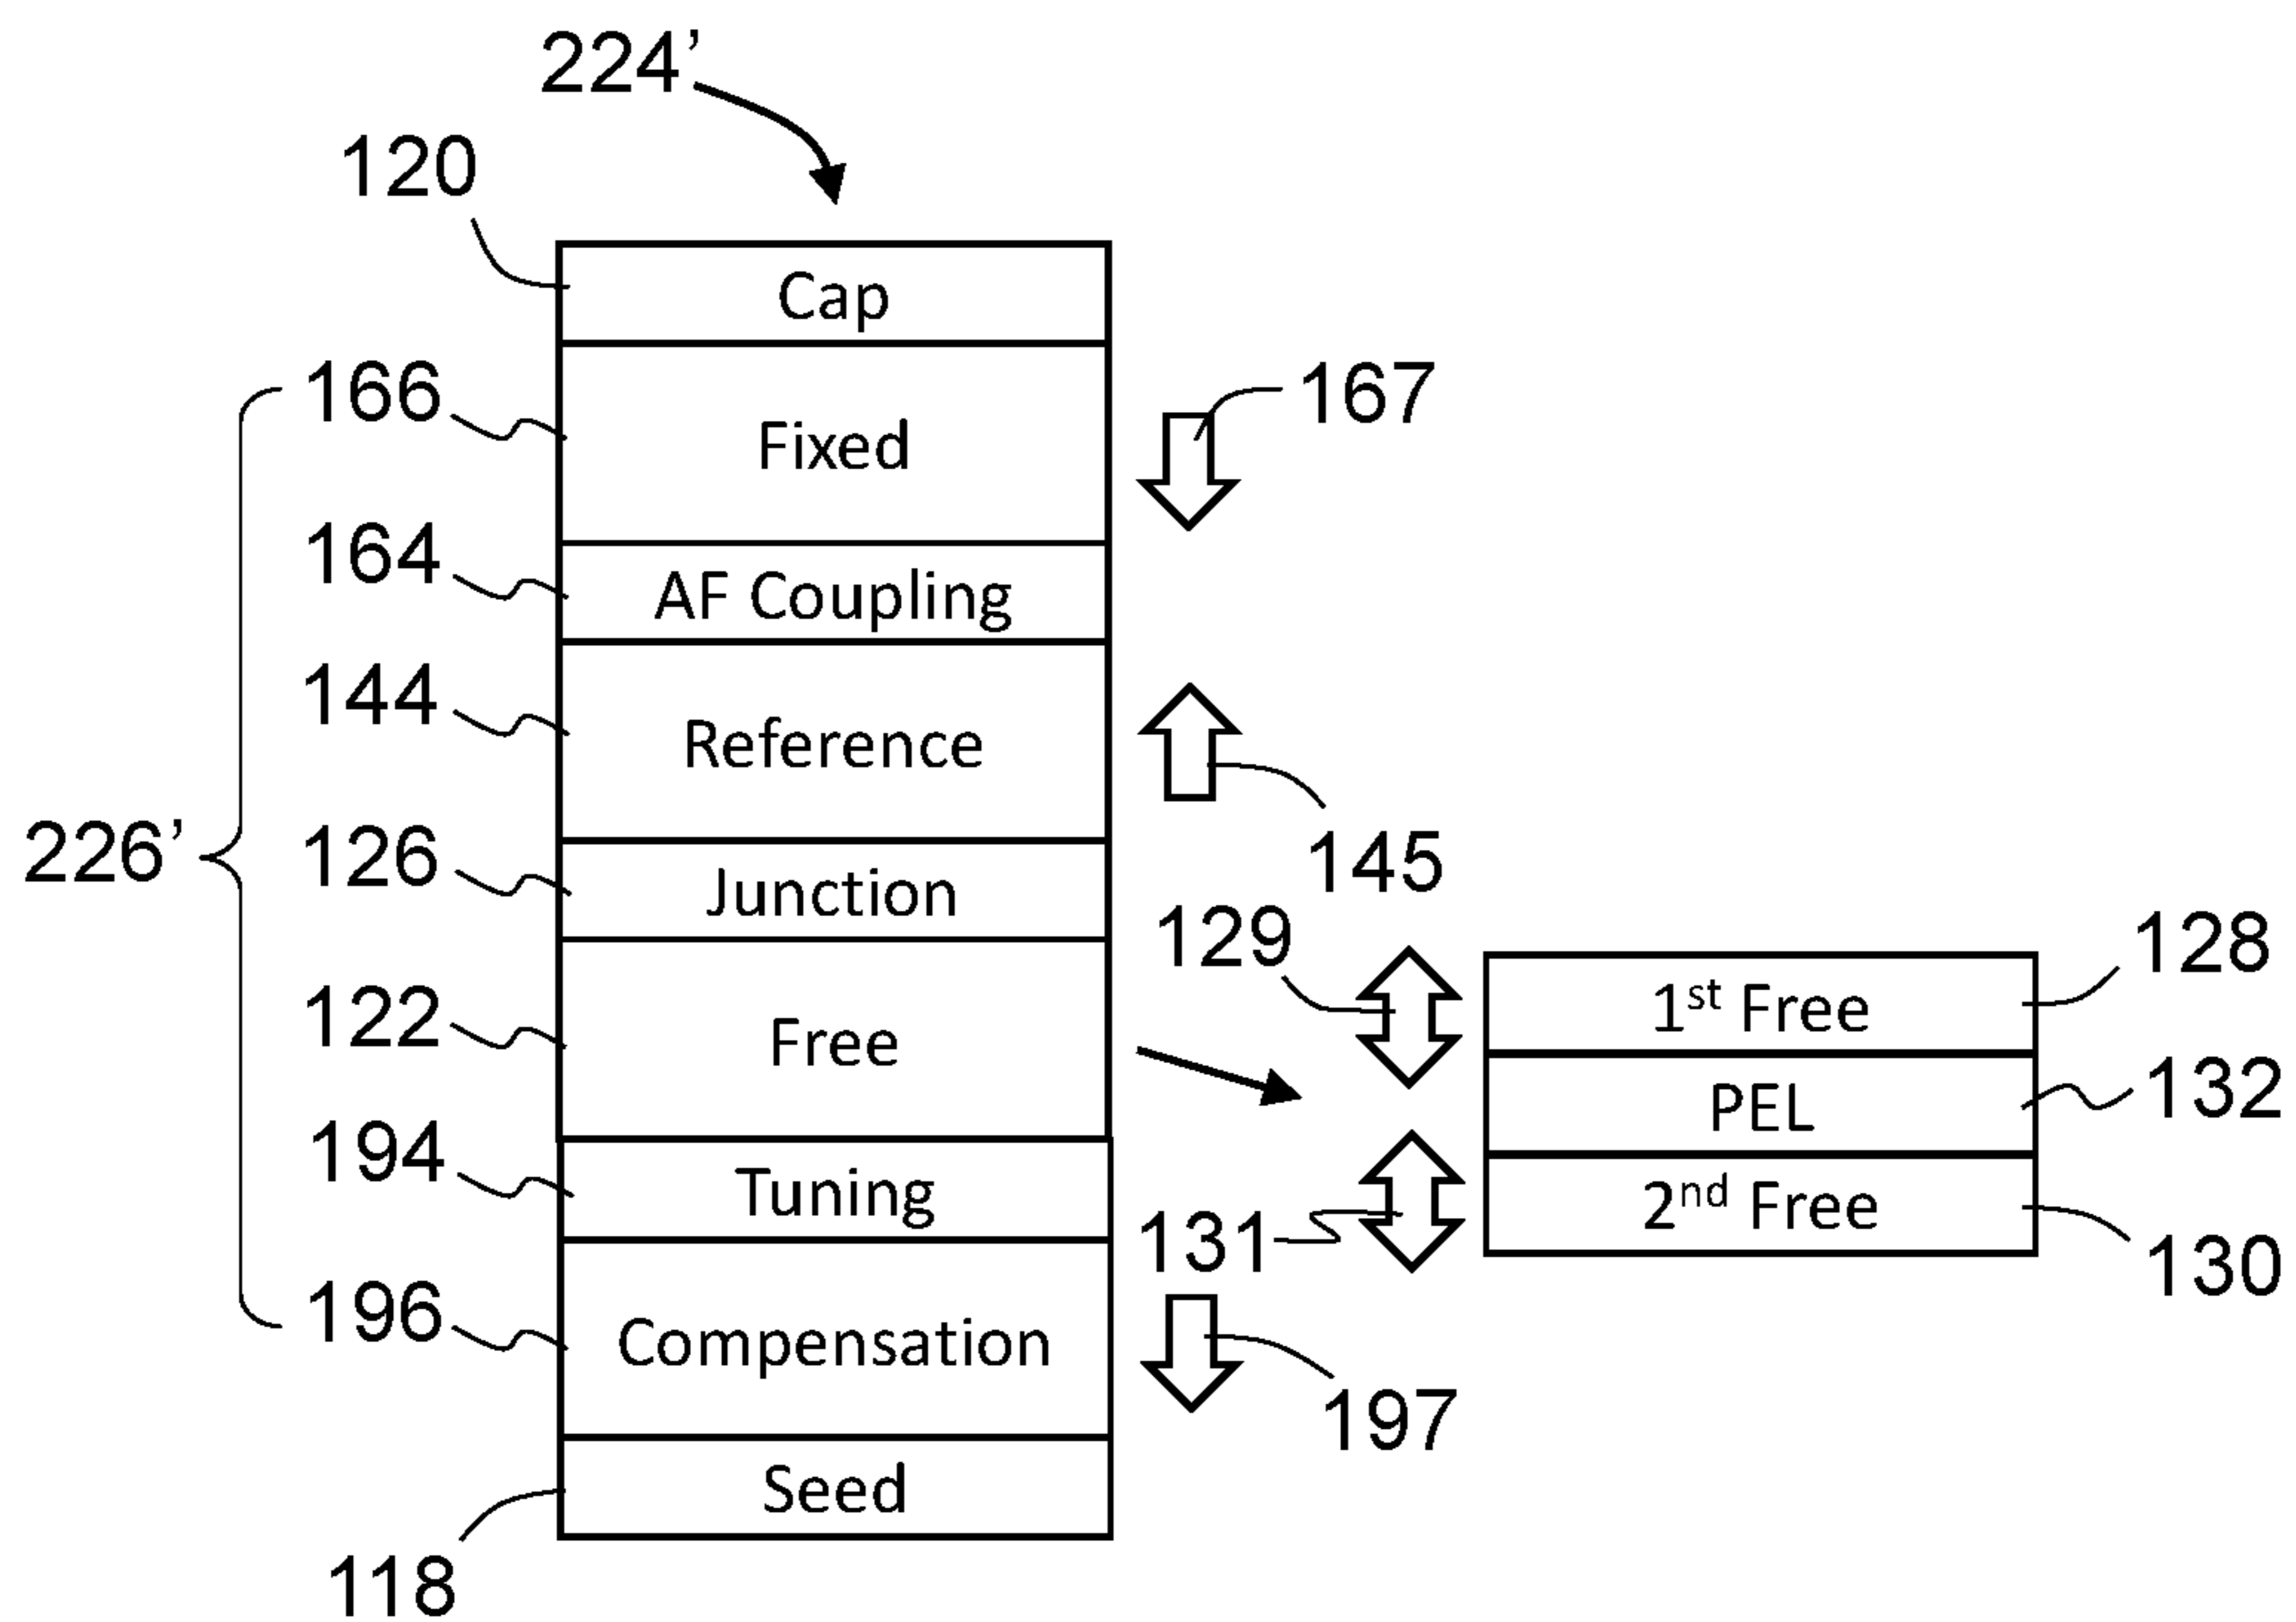 224’
120
Cap
166
Fixed
167
164
AF Coupling
144
Reference
145
226’
126
Junction
129
128
1st Free
122
Free
132
PEL
194
Tuning
131
2nd Free
130
196
Compensation
197
Seed
118